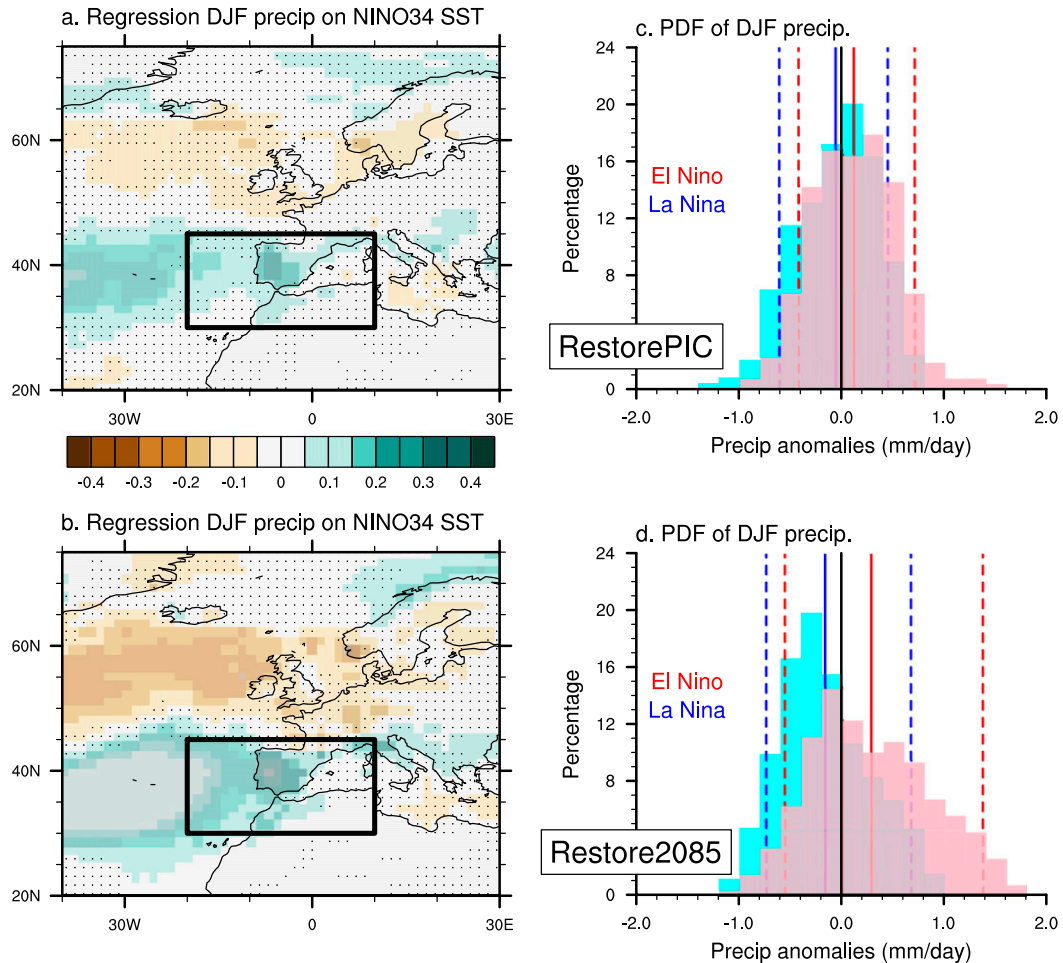 a. Regression DJF precip on NINO34 SST
60N
40N
20N
30W 0 30E
-0.4 -0.3 -0.2 -0.1 0 0.1 0.2 0.3 0.4
c. PDF of DJF precip.
24
20
16
12
8
4
0
Percentage
El Nino
La Nina
RestorePIC
-2.0 -1.0 0.0 1.0 2.0
Precip anomalies (mm/day)
b. Regression DJF precip on NINO34 SST
60N
40N
20N
30W 0 30E
d. PDF of DJF precip.
24
20
16
12
8
4
0
Percentage
El Nino
La Nina
Restore2085
-2.0 -1.0 0.0 1.0 2.0
Precip anomalies (mm/day)